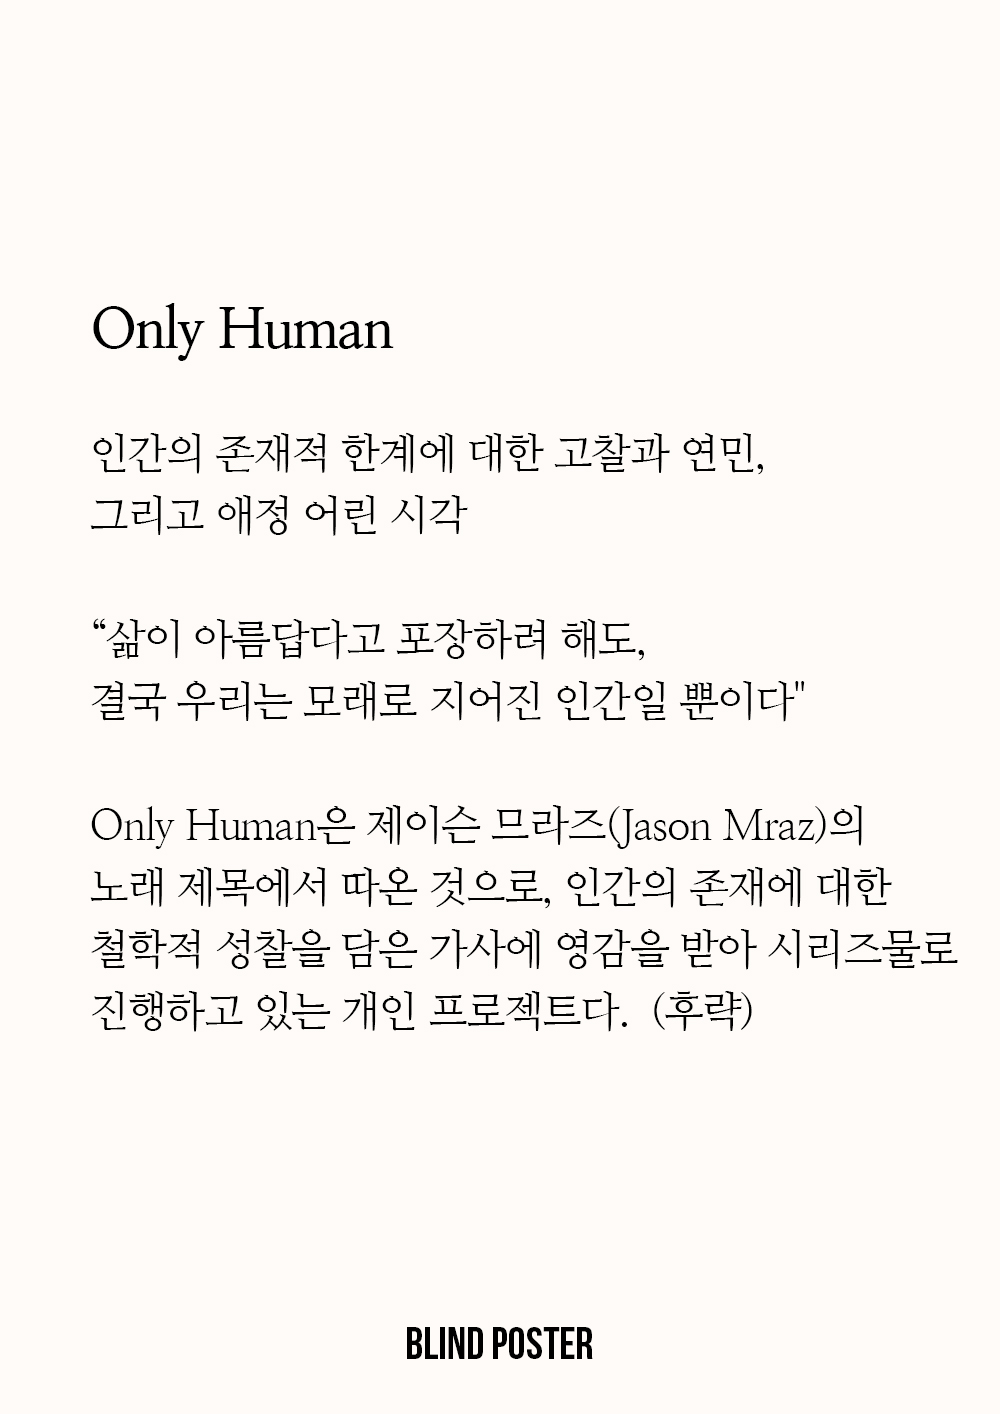 Only Human
인간의 존재적 한계에 대한 고찰과 연민,
그리고 애정 어린 시각
“삶이 아름답다고 포장하려 해도,
결국 우리는 모래로 지어진 인간일 뿐이다"
Only Human은 제이슨 므라즈(Jason Mraz)의
노래 제목에서 따온 것으로, 인간의 존재에 대한
철학적 성찰을 담은 가사에 영감을 받아 시리즈물로
진행하고 있는 개인 프로젝트다. (후략)
BLIND POSTER